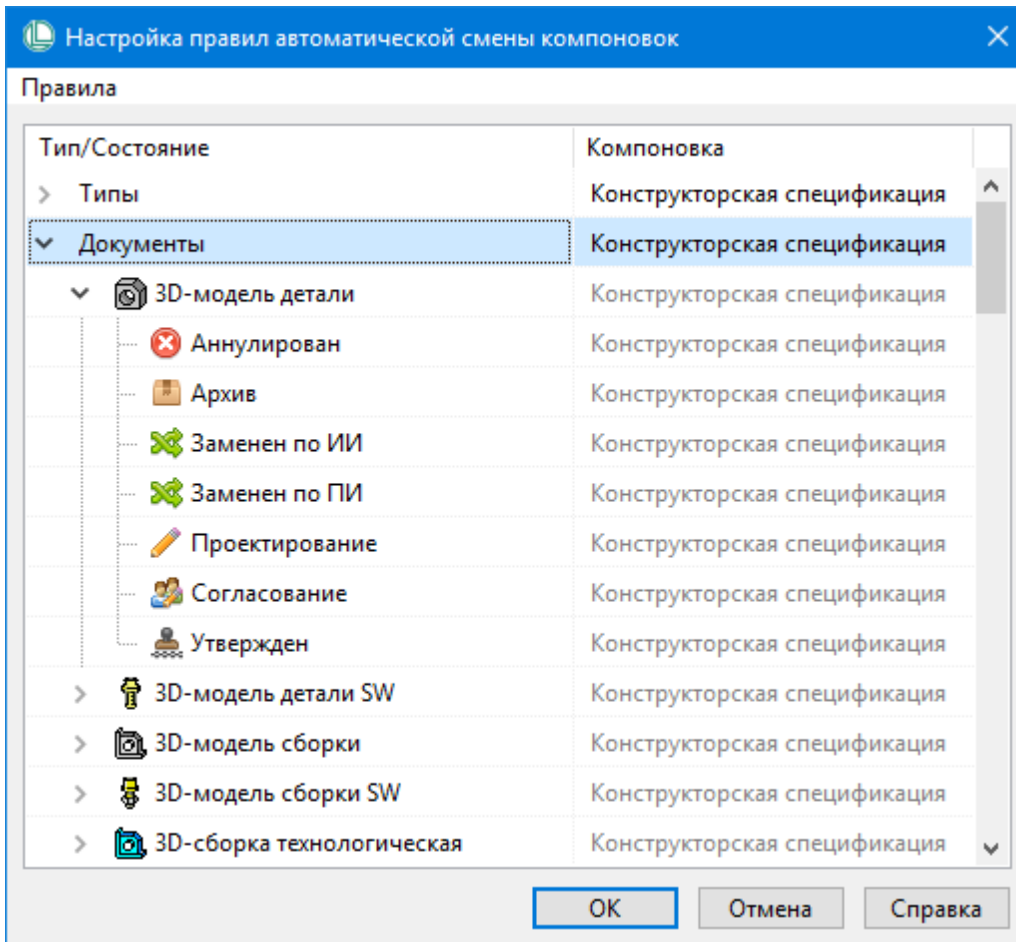 Настройка правил автоматической смены компоновок
Правила
Тип/Состояние Компоновка
Типы Конструкторская спецификация
Документы Конструкторская спецификация
3D-модель детали Конструкторская спецификация
Аннулирован Конструкторская спецификация
Архив Конструкторская спецификация
Заменен по ИИ Конструкторская спецификация
Заменен по ПИ Конструкторская спецификация
Проектирование Конструкторская спецификация
Согласование Конструкторская спецификация
Утвержден Конструкторская спецификация
3D-модель детали SW Конструкторская спецификация
3D-модель сборки Конструкторская спецификация
3D-модель сборки SW Конструкторская спецификация
3D-сборка технологическая Конструкторская спецификация
ОК Отмена Справка